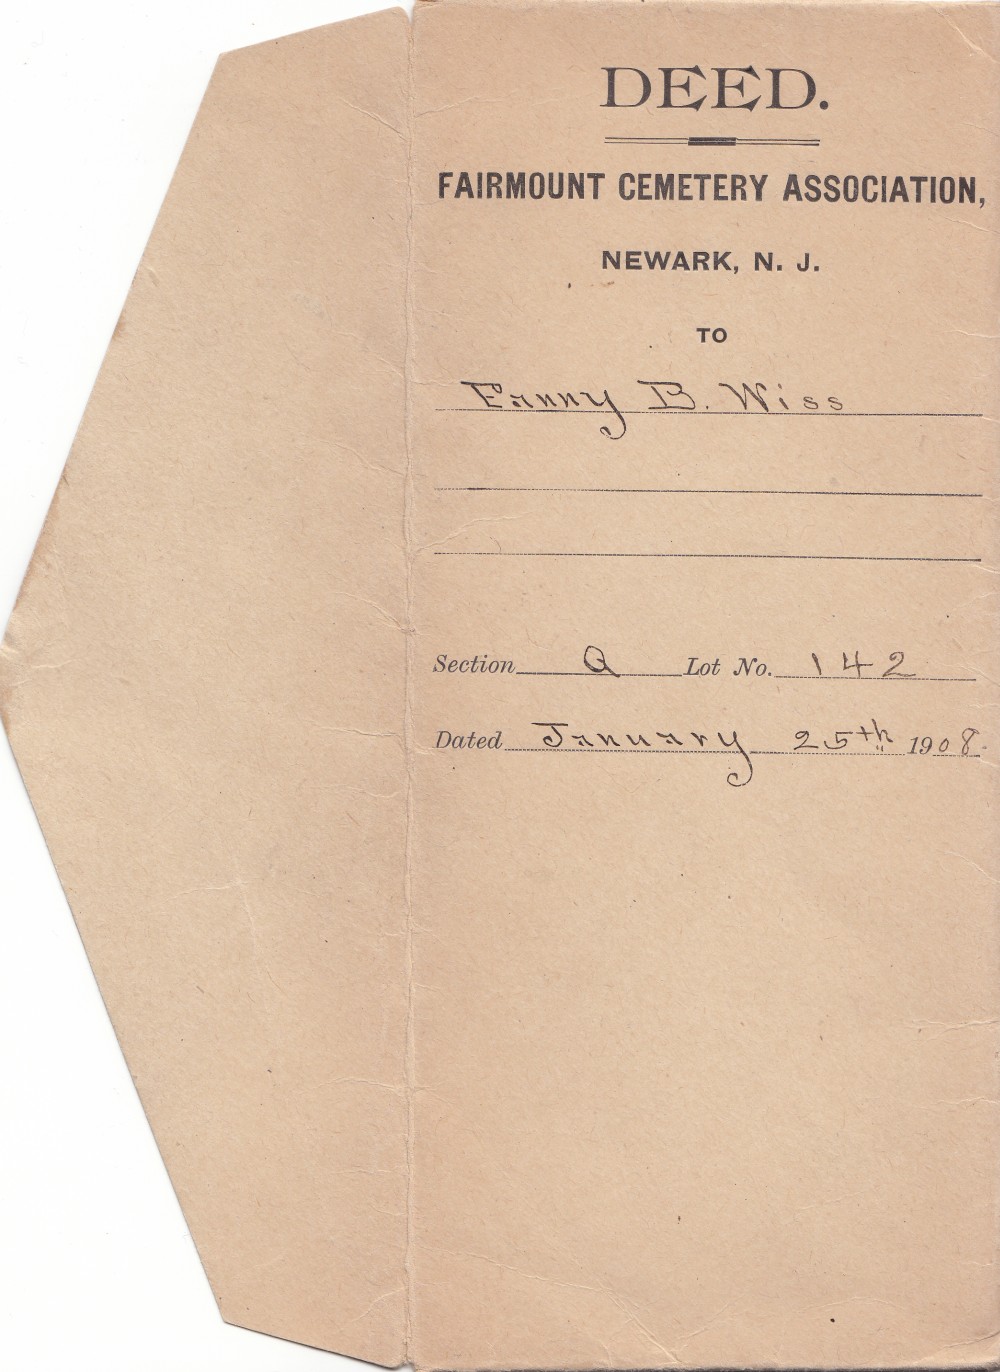 DEED.
FAIRMOUNT CEMETERY ASSOCIATION,
NEWARK, N. J.
TO
Fanny B. Wiss
Section Q Lot No. 142
Dated January 25th 1908.